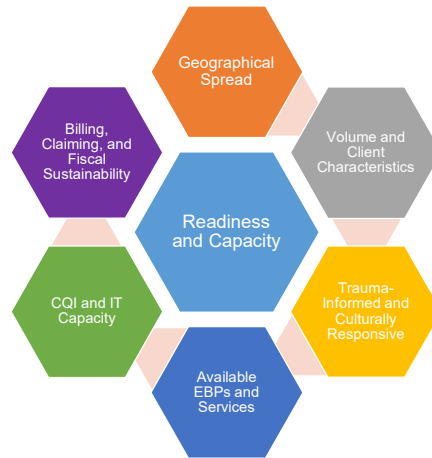 Geographical
Spread
Billing,
Claiming, and
Fiscal
Sustainability
Volume and
Client
Characteristics
Readiness
and Capacity
CQI and IT
Capacity
Trauma-
Informed and
Culturally
Responsive
Available
EBPs and
Services